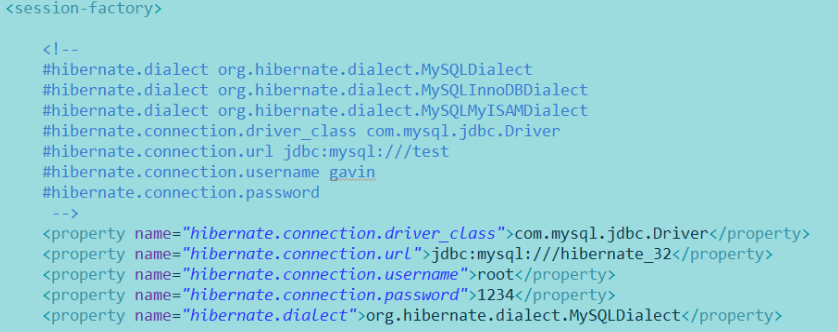 <session-factory>
<!--
#hibernate.dialect org.hibernate.dialect.MySQLDialect
#hibernate.dialect org.hibernate.dialect.MySQLInnoDBDialect
#hibernate.dialect org.hibernate.dialect.MySQLMyISAMDialect
#hibernate.connection.driver_class com.mysql.jdbc.Driver
#hibernate.connection.url jdbc:mysql:///test
#hibernate.connection.username gavin
#hibernate.connection.password
-->
<property name="hibernate.connection.driver_class">com.mysql.jdbc.Driver</property>
<property name="hibernate.connection.url">jdbc:mysql:///hibernate_32</property>
<property name="hibernate.connection.username">root</property>
<property name="hibernate.connection.password">1234</property>
<property name="hibernate.dialect">org.hibernate.dialect.MySQLDialect</property>